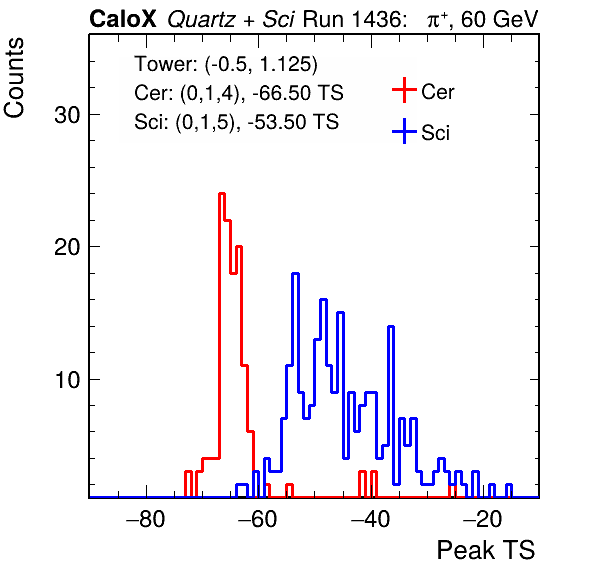 CaloX Quartz + Sci Run 1436: π⁺, 60 GeV
Counts
Tower: (-0.5, 1.125)
Cer: (0,1,4), -66.50 TS
Sci: (0,1,5), -53.50 TS
Cer
Sci
30
20
10
−80 −60 −40 −20
Peak TS